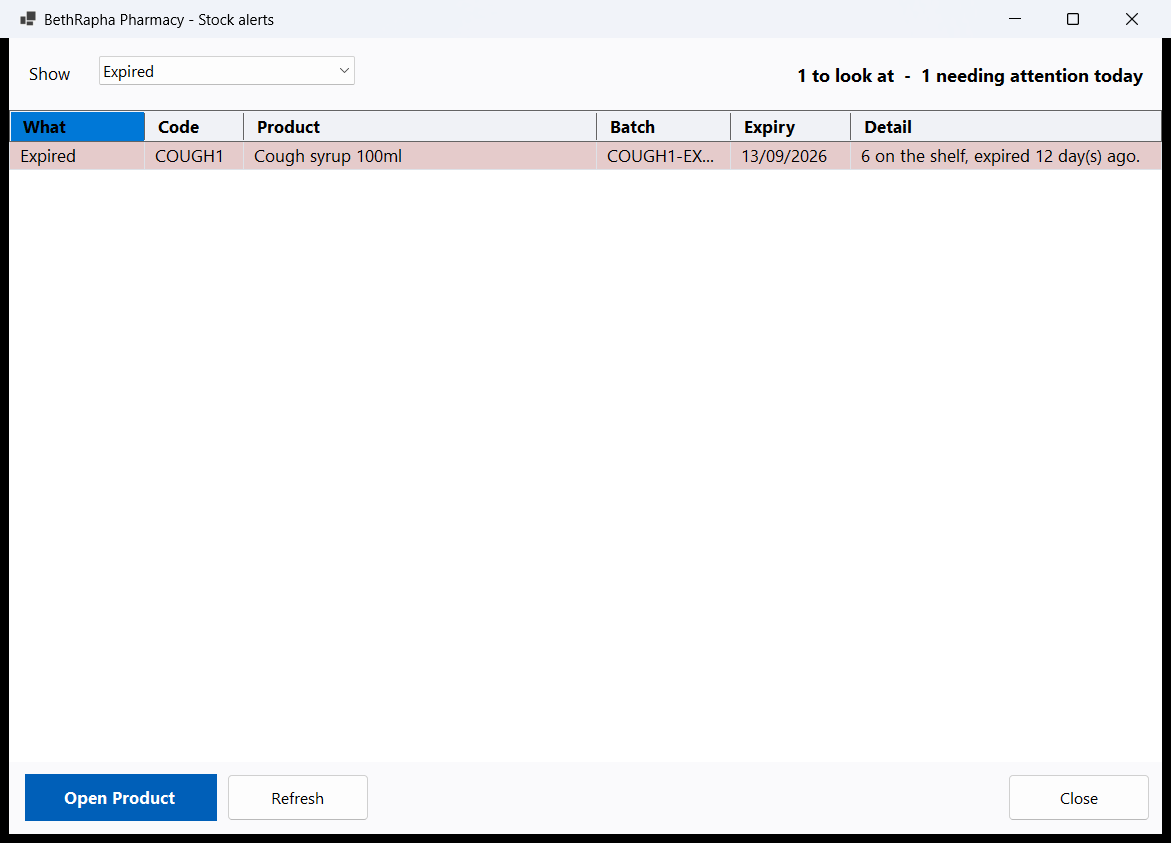 BethRapha Pharmacy - Stock alerts
Show
Expired
1 to look at - 1 needing attention today
What Code Product Batch Expiry Detail
Expired COUGH1 Cough syrup 100ml COUGH1-EX... 13/09/2026 6 on the shelf, expired 12 day(s) ago.
Open Product Refresh Close